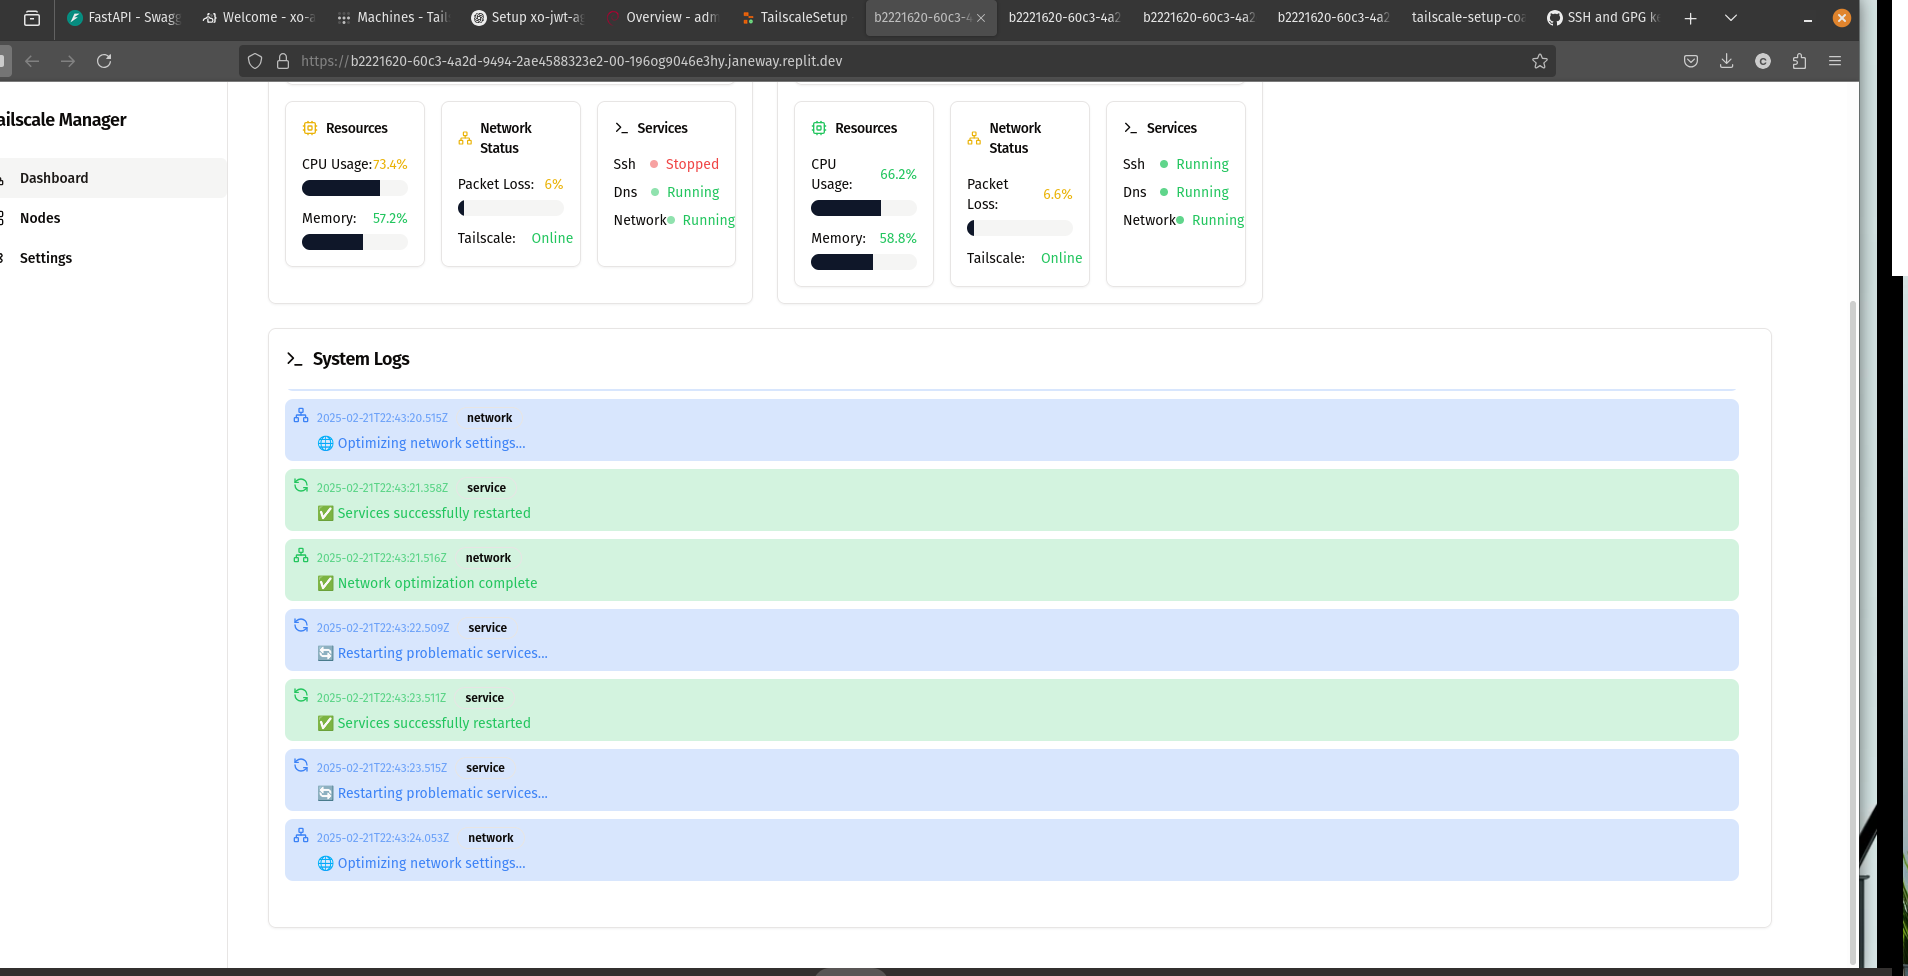 FastAPI - Swagg
Welcome - xo-a
Machines - Tail
Setup xo-jwt-ag
Overview - adm
TailscaleSetup
b2221620-60c3-4
b2221620-60c3-4a2
b2221620-60c3-4a2
b2221620-60c3-4a2
tailscale-setup-coa
SSH and GPG ke
https://b2221620-60c3-4a2d-9494-2ae4588323e2-00-196og9046e3hy.janeway.replit.dev
ailscale Manager
Dashboard
Nodes
Settings
Resources
CPU Usage: 73.4%
Memory: 57.2%
Network
Status
Packet Loss: 6%
Tailscale: Online
Services
Ssh Stopped
Dns Running
Network Running
Resources
CPU
Usage: 66.2%
Memory: 58.8%
Network
Status
Packet
Loss: 6.6%
Tailscale: Online
Services
Ssh Running
Dns Running
Network Running
System Logs
2025-02-21T22:43:20.515Z network
🌐 Optimizing network settings...
2025-02-21T22:43:21.358Z service
✅ Services successfully restarted
2025-02-21T22:43:21.516Z network
✅ Network optimization complete
2025-02-21T22:43:22.509Z service
🔄 Restarting problematic services...
2025-02-21T22:43:23.511Z service
✅ Services successfully restarted
2025-02-21T22:43:23.515Z service
🔄 Restarting problematic services...
2025-02-21T22:43:24.053Z network
🌐 Optimizing network settings...